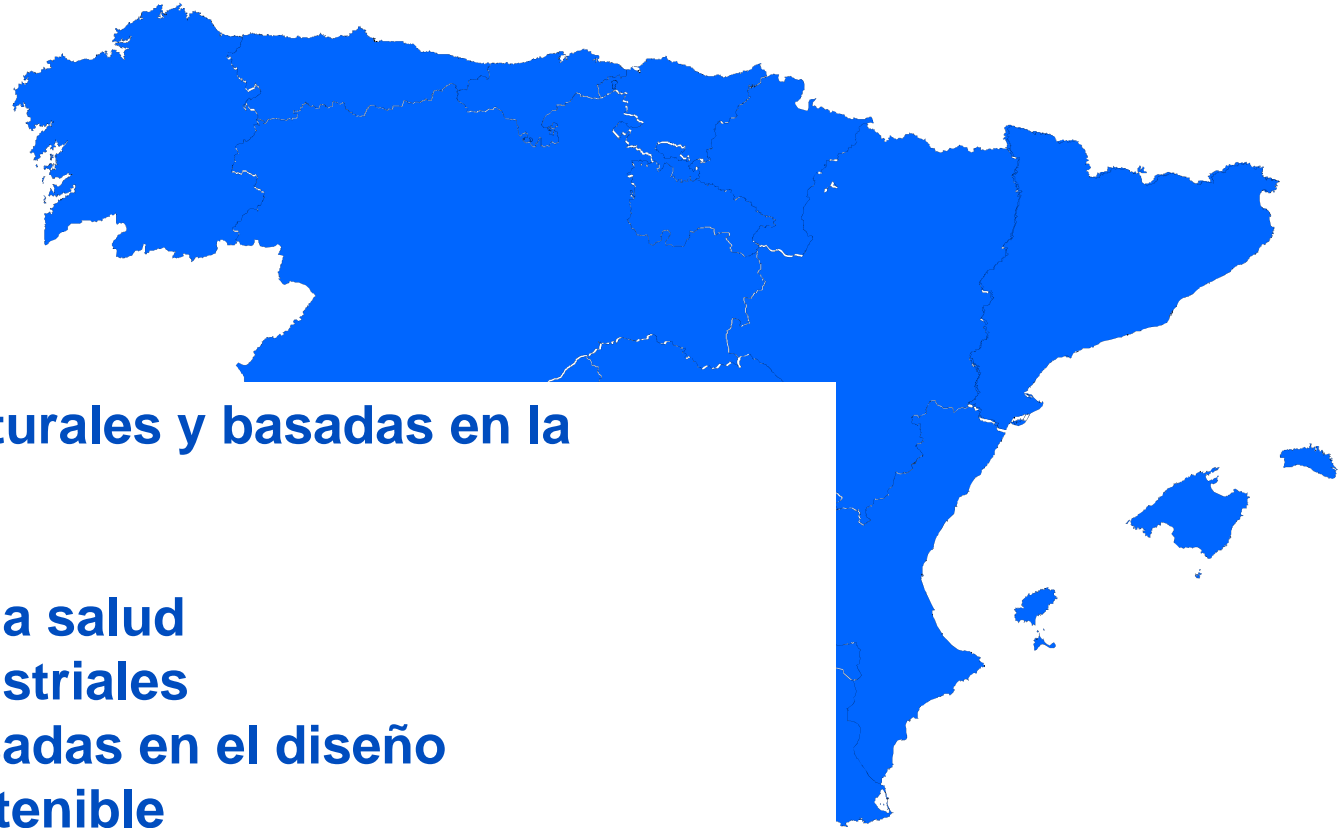 turales y basadas en la
a salud
striales
adas en el diseño
tenible